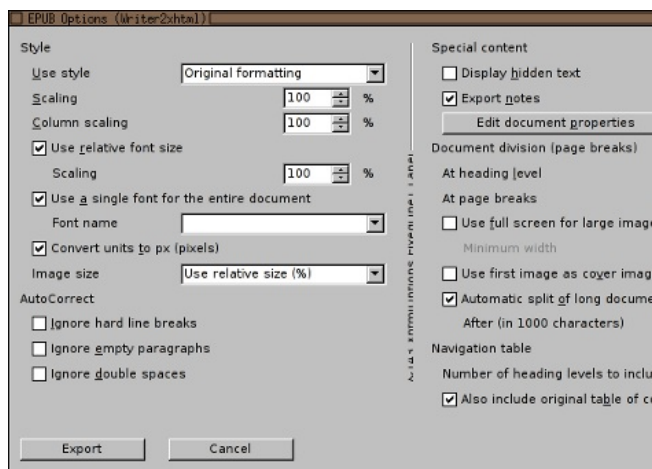 EPUB Options (Writer2xhtml)
Style
Use style
Original formatting
Scaling
100
%
Column scaling
100
%
Use relative font size
Scaling
100
%
Use a single font for the entire document
Font name
Convert units to px (pixels)
Image size
Use relative size (%)
AutoCorrect
Ignore hard line breaks
Ignore empty paragraphs
Ignore double spaces
Export
Cancel
Special content
Display hidden text
Export notes
Edit document properties
Document division (page breaks)
At heading level
At page breaks
Use full screen for large image
Minimum width
Use first image as cover imag
Automatic split of long docume
After (in 1000 characters)
Navigation table
Number of heading levels to inclu
Also include original table of c